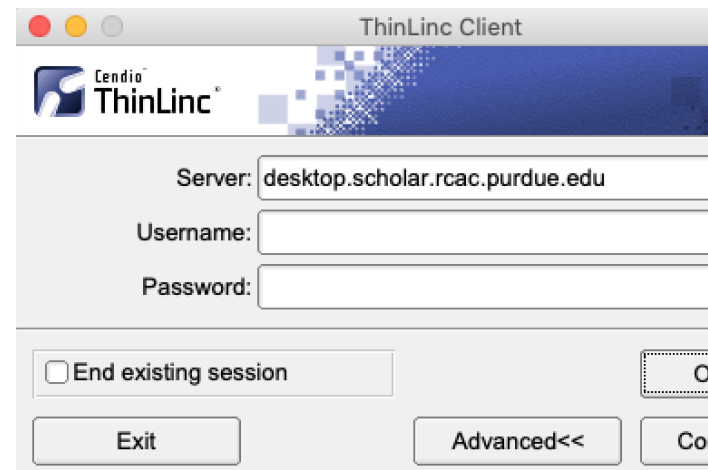 ThinLinc Client
Cendio
ThinLinc
Server: desktop.scholar.rcac.purdue.edu
Username:
Password:
End existing session
Exit Advanced<<